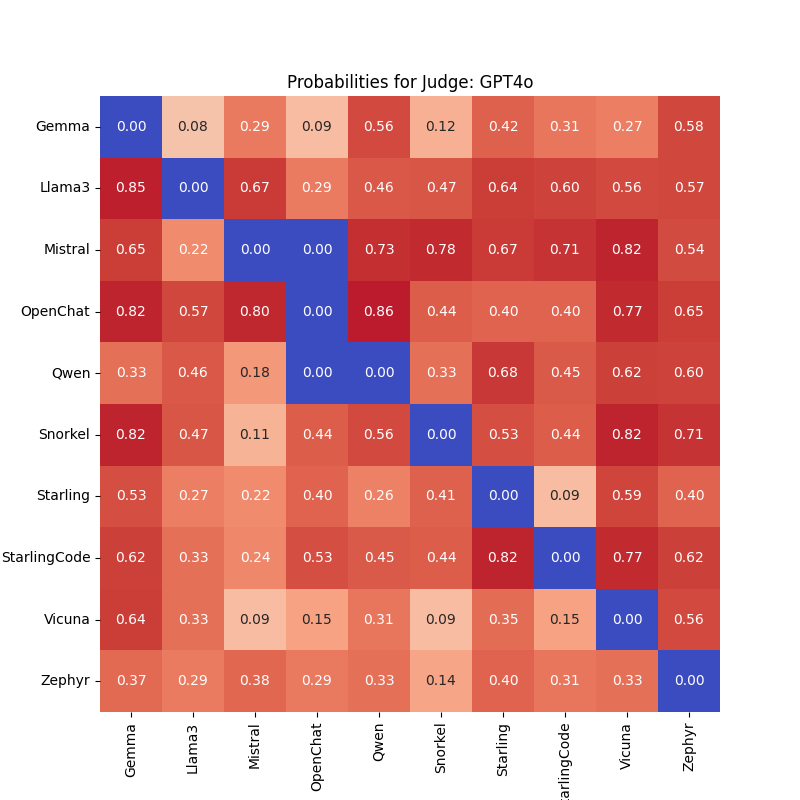 Probabilities for Judge: GPT4o
Gemma 0.00 0.08 0.29 0.09 0.56 0.12 0.42 0.31 0.27 0.58
Llama3 0.85 0.00 0.67 0.29 0.46 0.47 0.64 0.60 0.56 0.57
Mistral 0.65 0.22 0.00 0.00 0.73 0.78 0.67 0.71 0.82 0.54
OpenChat 0.82 0.57 0.80 0.00 0.86 0.44 0.40 0.40 0.77 0.65
Qwen 0.33 0.46 0.18 0.00 0.00 0.33 0.68 0.45 0.62 0.60
Snorkel 0.82 0.47 0.11 0.44 0.56 0.00 0.53 0.44 0.82 0.71
Starling 0.53 0.27 0.22 0.40 0.26 0.41 0.00 0.09 0.59 0.40
StarlingCode 0.62 0.33 0.24 0.53 0.45 0.44 0.82 0.00 0.77 0.62
Vicuna 0.64 0.33 0.09 0.15 0.31 0.09 0.35 0.15 0.00 0.56
Zephyr 0.37 0.29 0.38 0.29 0.33 0.14 0.40 0.31 0.33 0.00
Gemma Llama3 Mistral OpenChat Qwen Snorkel Starling arlingCode Vicuna Zephyr